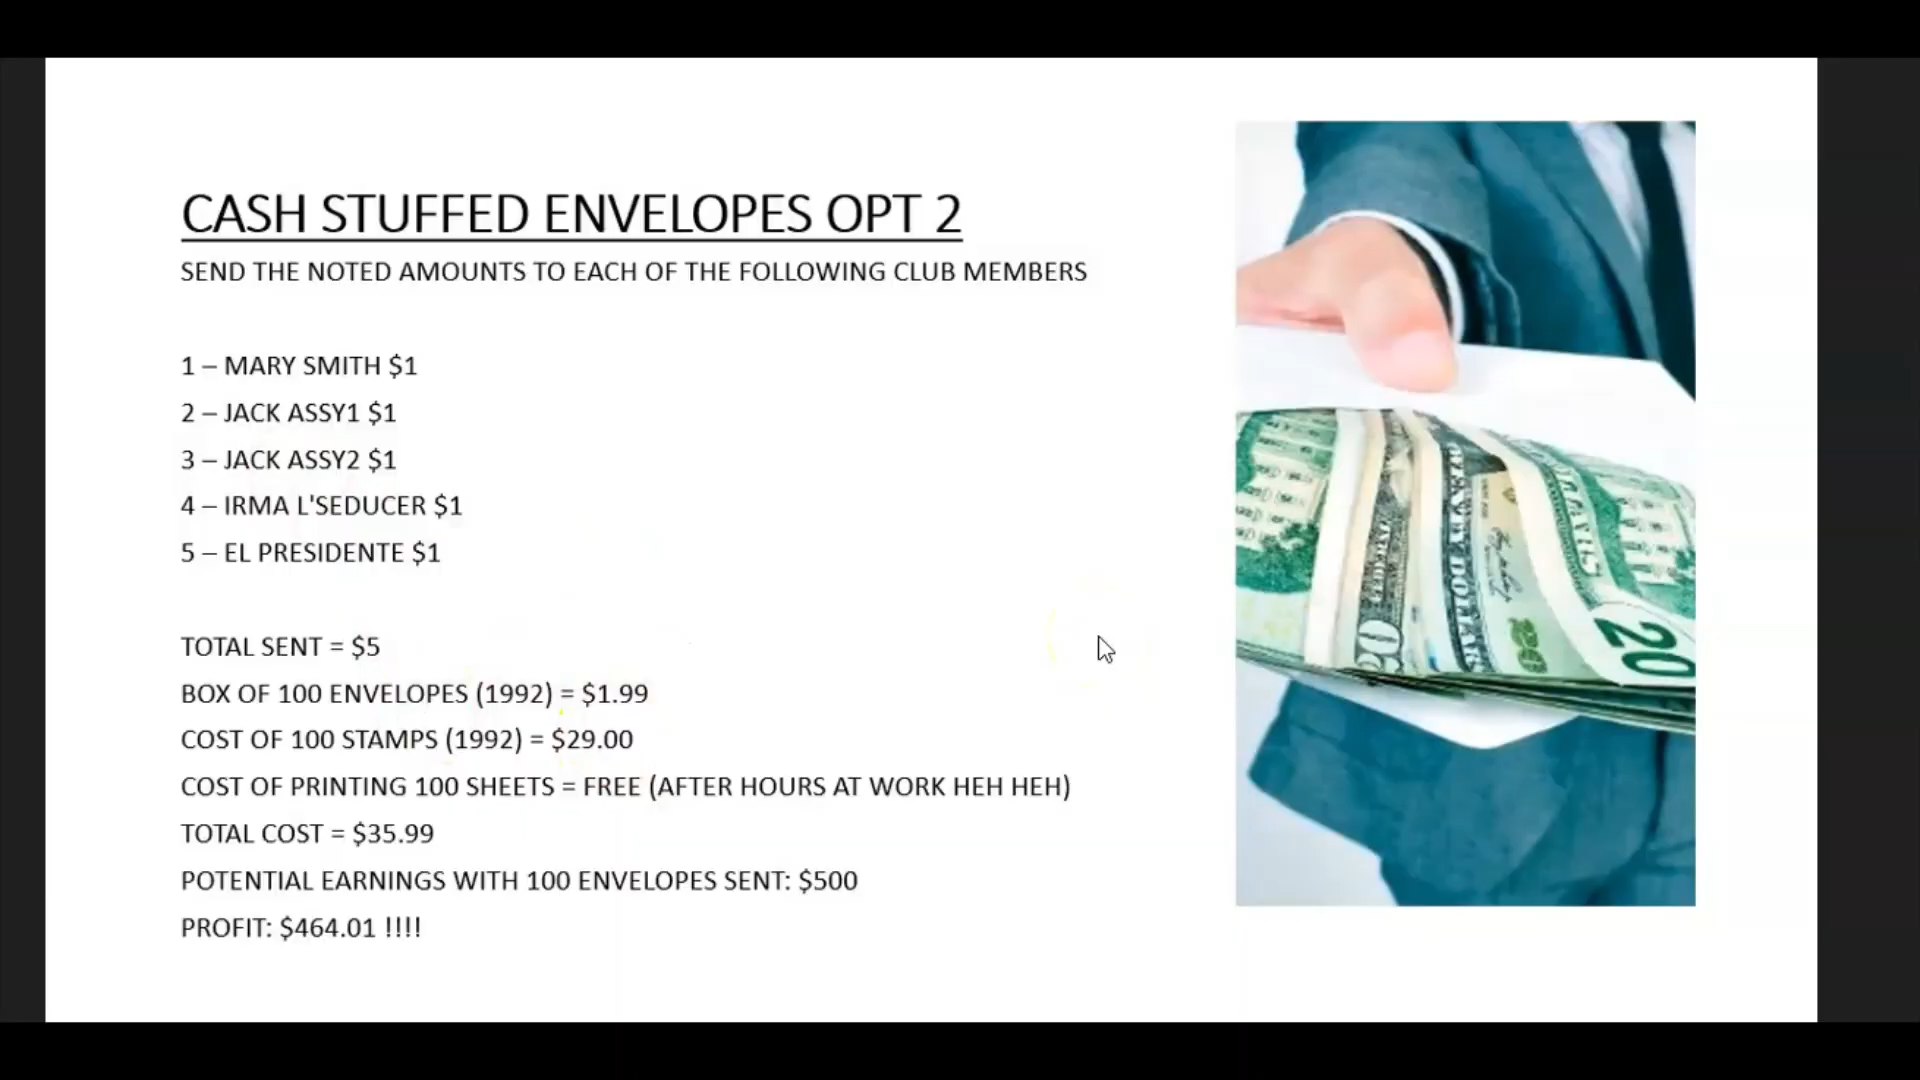 CASH STUFFED ENVELOPES OPT 2
SEND THE NOTED AMOUNTS TO EACH OF THE FOLLOWING CLUB MEMBERS
1 – MARY SMITH $1
2 – JACK ASSY1 $1
3 – JACK ASSY2 $1
4 – IRMA L'SEDUCER $1
5 – EL PRESIDENTE $1
TOTAL SENT = $5
BOX OF 100 ENVELOPES (1992) = $1.99
COST OF 100 STAMPS (1992) = $29.00
COST OF PRINTING 100 SHEETS = FREE (AFTER HOURS AT WORK HEH HEH)
TOTAL COST = $35.99
POTENTIAL EARNINGS WITH 100 ENVELOPES SENT: $500
PROFIT: $464.01 !!!!
20